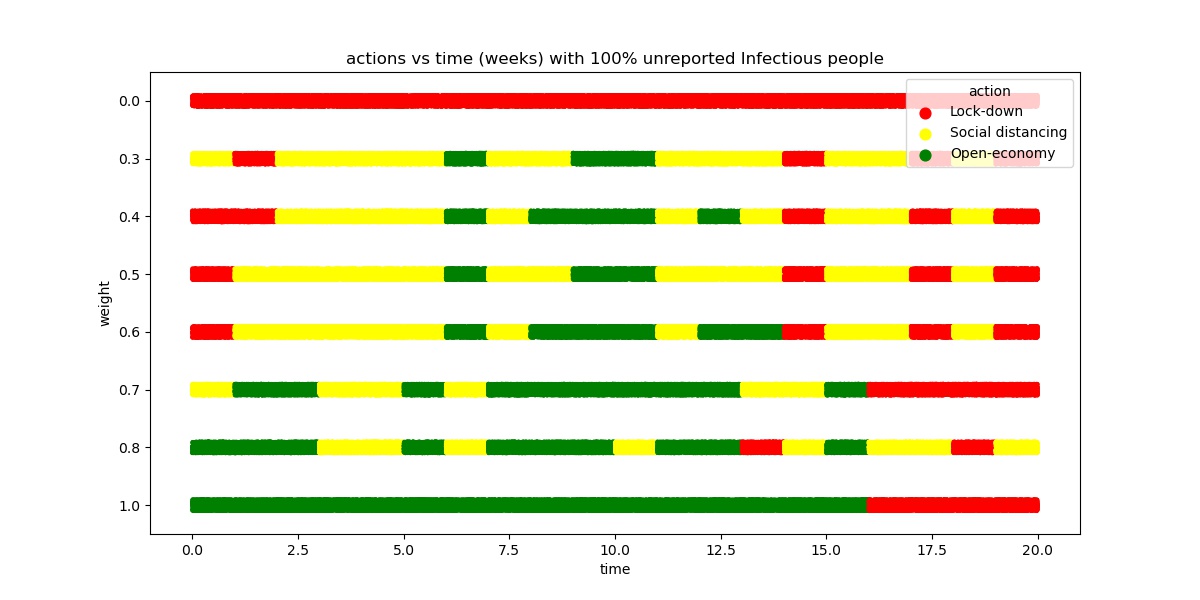 actions vs time (weeks) with 100% unreported Infectious people
action
Lock-down
Social distancing
Open-economy
weight
0.0
0.3
0.4
0.5
0.6
0.7
0.8
1.0
0.0 2.5 5.0 7.5 10.0 12.5 15.0 17.5 20.0
time